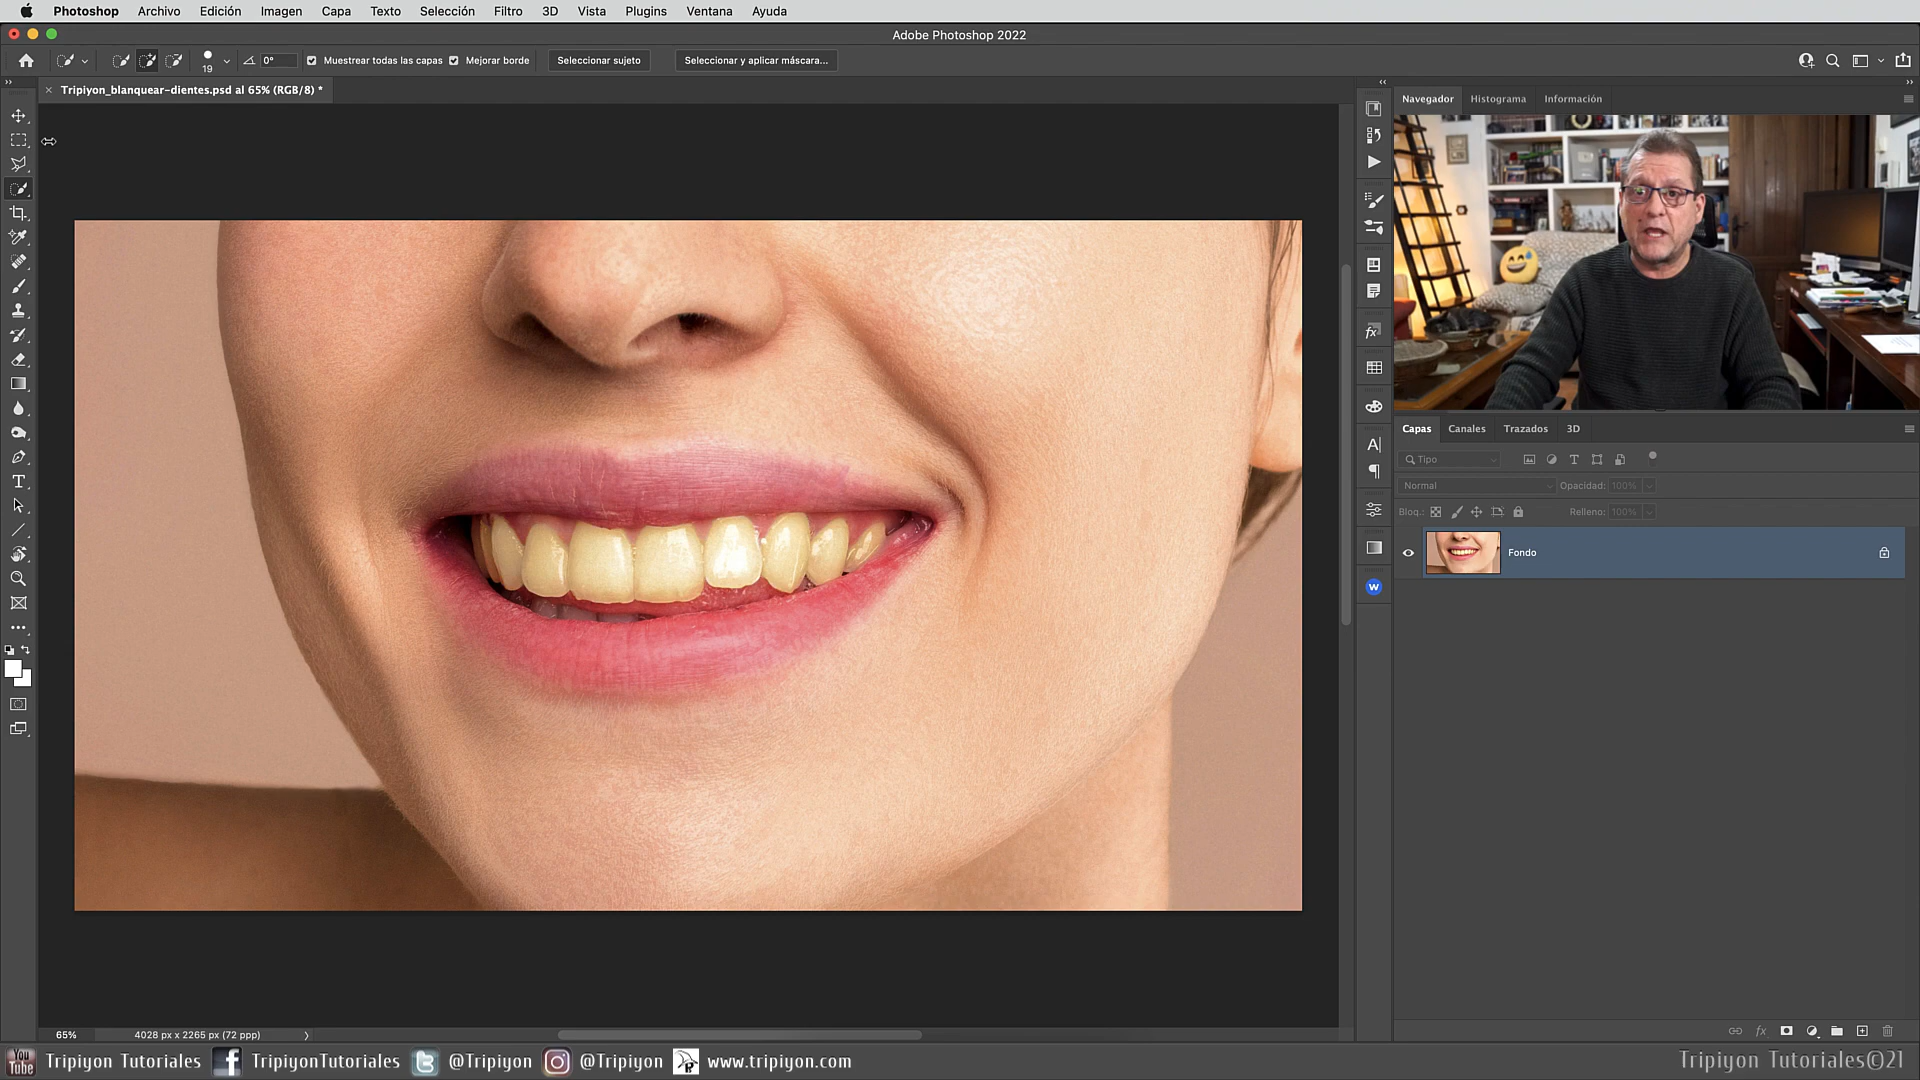 Photoshop Archivo Edición Imagen Capa Texto Selección Filtro 3D Vista Plugins Ventana Ayuda
Adobe Photoshop 2022
19 0° Muestrear todas las capas Mejorar borde Seleccionar sujeto Seleccionar y aplicar máscara...
Tripiyon_blanquear-dientes.psd al 65% (RGB/8) *
Navegador Histograma Información
Capas Canales Trazados 3D
Tipo
Normal Opacidad: 100%
Bloq.: Relleno: 100%
Fondo
65% 4028 px x 2265 px (72 ppp)
You Tube Tripiyon Tutoriales TripiyonTutoriales @Tripiyon @Tripiyon www.tripiyon.com Tripiyon Tutoriales©21